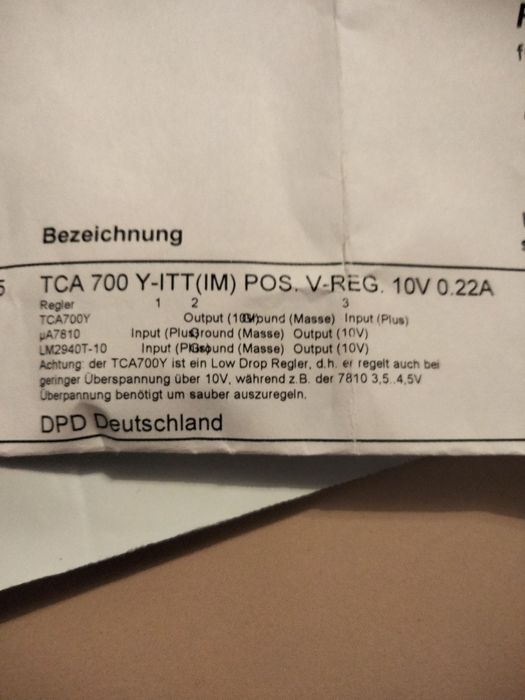 Bezeichnung
5 TCA 700 Y-ITT(IM) POS. V-REG. 10V 0.22A
Regler 1 2 3
TCA700Y Output (10V) Ground (Masse) Input (Plus)
µA7810 Input (Plus) Ground (Masse) Output (10V)
LM2940T-10 Input (Plus) Ground (Masse) Output (10V)
Achtung: der TCA700Y ist ein Low Drop Regler, d.h. er regelt auch bei
geringer Überspannung über 10V, während z.B. der 7810 3,5..4,5V
Überpannung benötigt um sauber auszuregeln.
DPD Deutschland